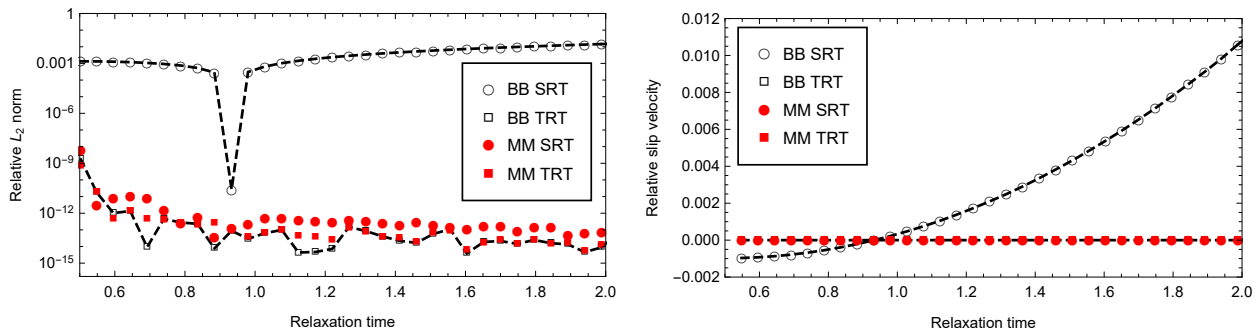 Relative L₂ norm
1
0.001
10⁻⁶
10⁻⁹
10⁻¹²
10⁻¹⁵
BB SRT
BB TRT
MM SRT
MM TRT
0.6 0.8 1.0 1.2 1.4 1.6 1.8 2.0
Relaxation time
Relative slip velocity
0.012
0.010
0.008
0.006
0.004
0.002
0.000
−0.002
BB SRT
BB TRT
MM SRT
MM TRT
0.6 0.8 1.0 1.2 1.4 1.6 1.8 2.0
Relaxation time